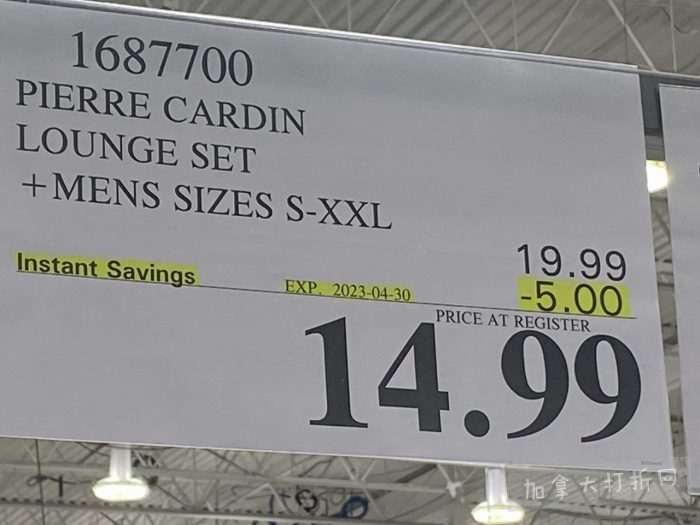 1687700
PIERRE CARDIN
LOUNGE SET
+MENS SIZES S-XXL
19.99
Instant Savings EXP. 2023-04-30 -5.00
PRICE AT REGISTER
14.99
加拿大打折日